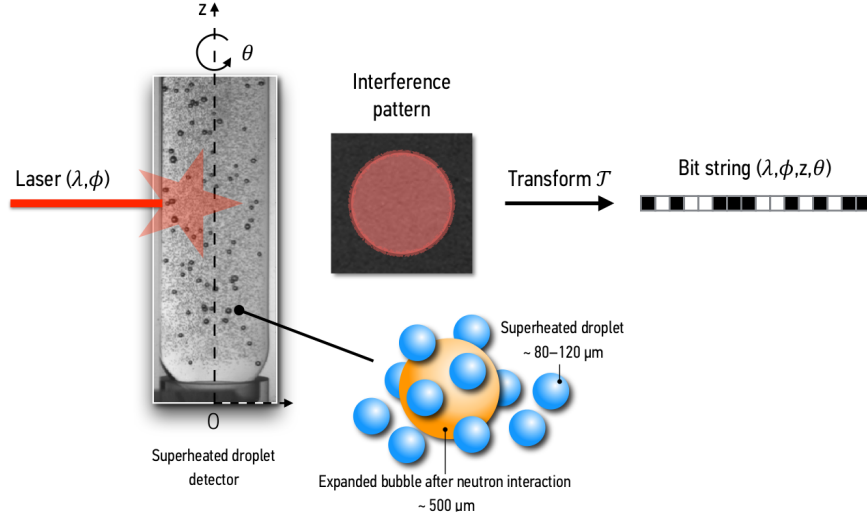 z
θ
Interference
pattern
Laser (λ,ϕ)
Transform 𝒯
Bit string (λ,ϕ,z,θ)
Superheated droplet
~ 80–120 μm
0
Superheated droplet
detector
Expanded bubble after neutron interaction
~ 500 μm